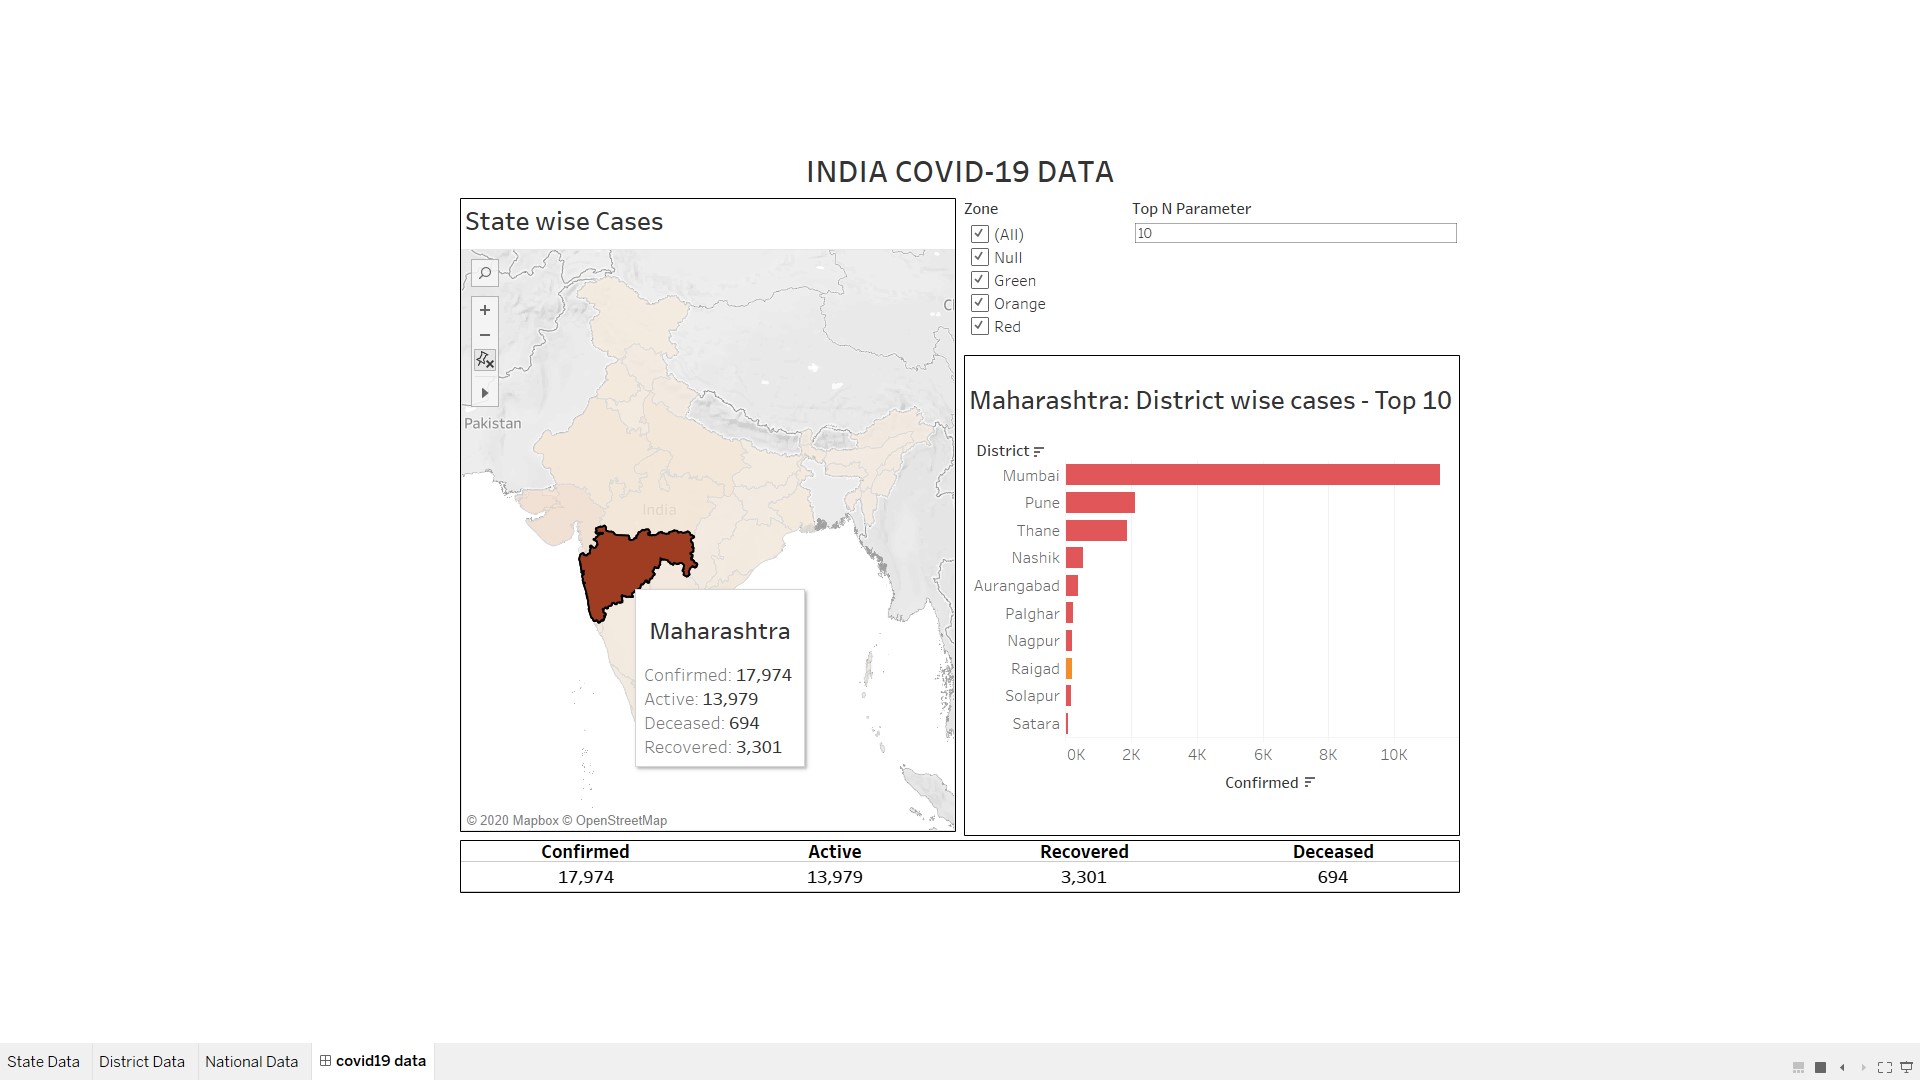 INDIA COVID-19 DATA
State wise Cases
Pakistan
India
Maharashtra
Confirmed: 17,974
Active: 13,979
Deceased: 694
Recovered: 3,301
© 2020 Mapbox © OpenStreetMap
Zone
(All)
Null
Green
Orange
Red
Top N Parameter
10
Maharashtra: District wise cases - Top 10
District
Mumbai
Pune
Thane
Nashik
Aurangabad
Palghar
Nagpur
Raigad
Solapur
Satara
0K 2K 4K 6K 8K 10K
Confirmed
Confirmed Active Recovered Deceased
17,974 13,979 3,301 694
State Data District Data National Data covid19 data